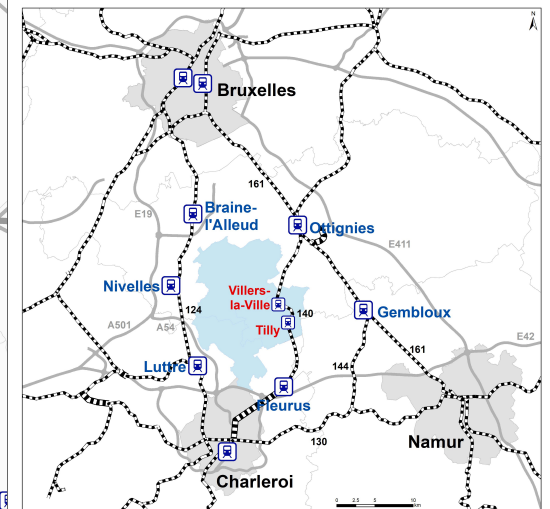 N
Bruxelles
161
E19
Braine-
l'Alleud
Ottignies
E411
Nivelles
Villers-
la-Ville
124
140
Gembloux
A501
A54
Tilly
E42
161
Luttre
144
Fleurus
130
Namur
Charleroi
0 2.5 5 10
Km